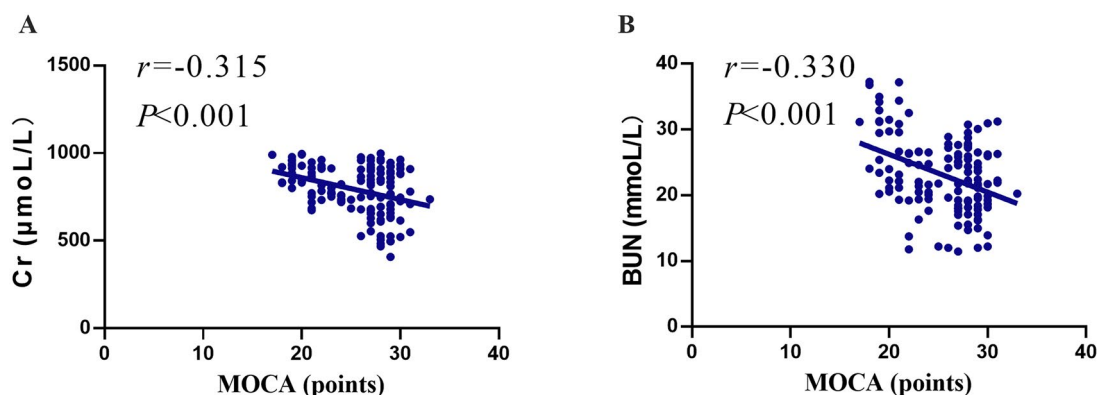 A
r=-0.315
P<0.001
1500
1000
500
0
0 10 20 30 40
Cr (μmoL/L)
MOCA (points)
B
r=-0.330
P<0.001
40
30
20
10
0
0 10 20 30 40
BUN (mmoL/L)
MOCA (points)